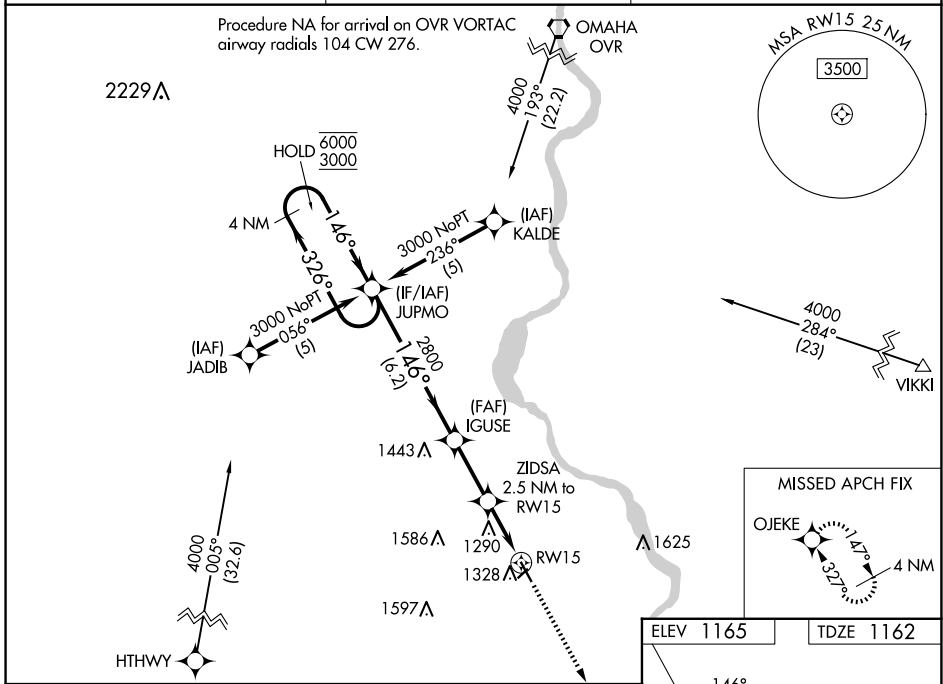 Procedure NA for arrival on OVR VORTAC
airway radials 104 CW 276.
OMAHA
OVR
4000
193°
(22.2)
MSA RW15 25 NM
3500
2229
HOLD 6000
3000
4 NM
146°
326°
(IAF)
KALDE
3000 NoPT
236°
(5)
(IF/IAF)
JUPMO
3000 NoPT
056°
(5)
(IAF)
JADIB
2800
146°
(6.2)
4000
284°
(23)
VIKKI
(FAF)
IGUSE
1443
ZIDSA
2.5 NM to
RW15
1586
1290
1328
RW15
1625
1597
4000
005°
(32.6)
HTHWY
MISSED APCH FIX
OJEKE
147°
327°
4 NM
ELEV 1165
TDZE 1162
146°